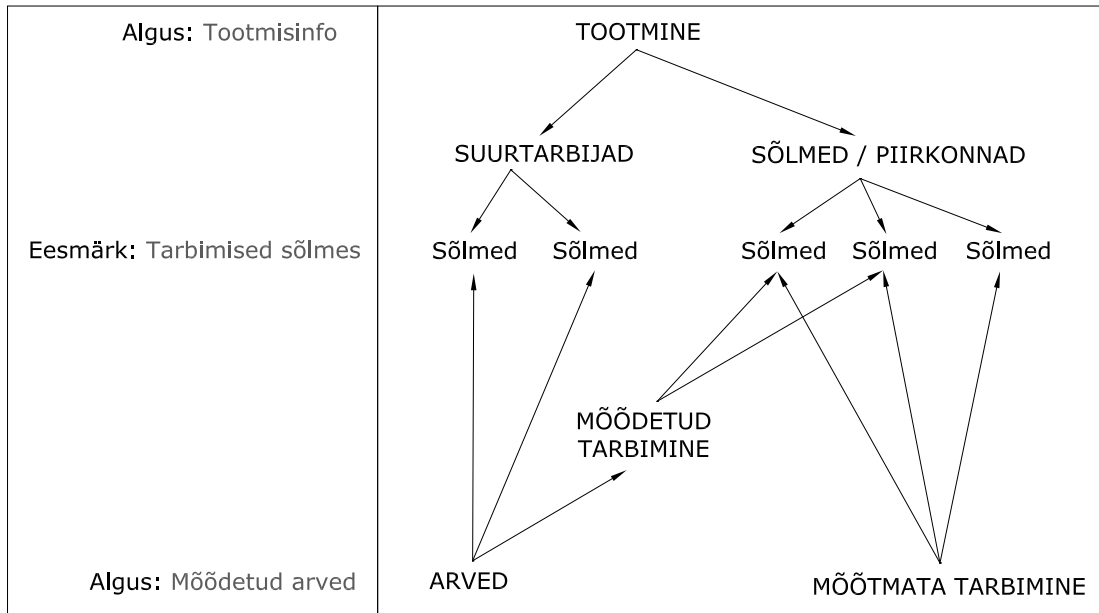 Algus: Tootmisinfo
TOOTMINE
SUURTARBIJAD
SÕLMED / PIIRKONNAD
Eesmärk: Tarbimised sõlmes
Sõlmed
Sõlmed
Sõlmed
Sõlmed
Sõlmed
MÕÕDETUD
TARBIMINE
Algus: Mõõdetud arved
ARVED
MÕÕTMATA TARBIMINE